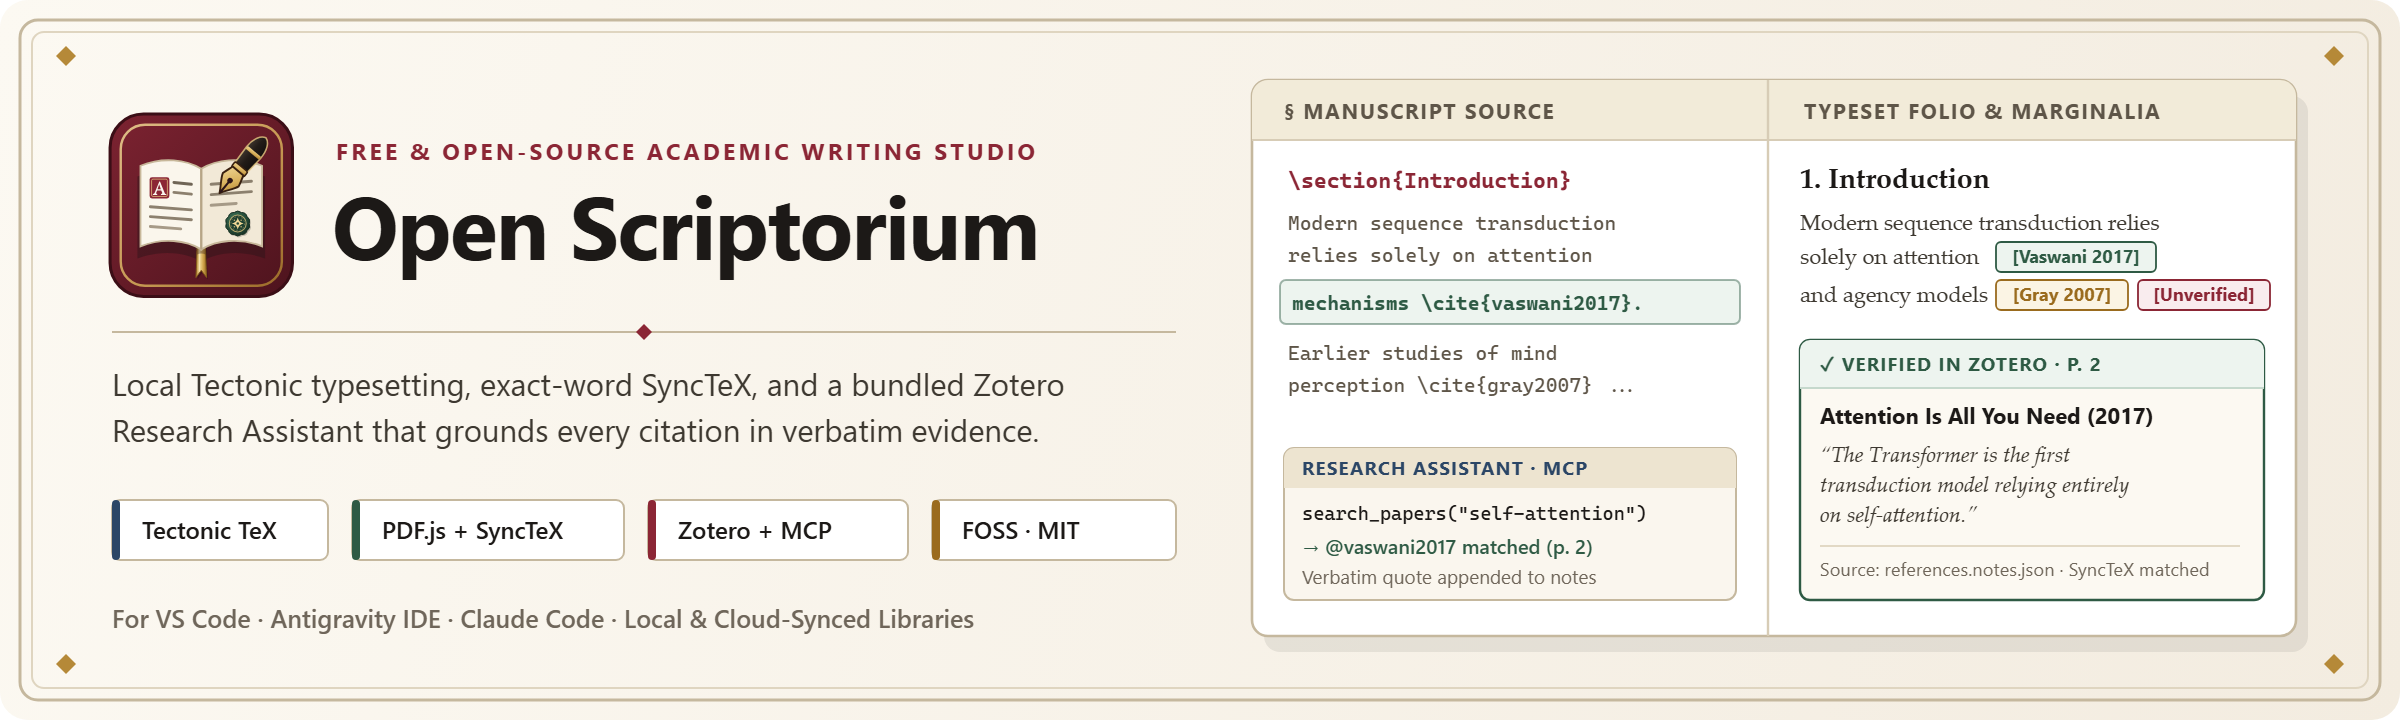 FREE & OPEN-SOURCE ACADEMIC WRITING STUDIO
Open Scriptorium
A
Local Tectonic typesetting, exact-word SyncTeX, and a bundled Zotero
Research Assistant that grounds every citation in verbatim evidence.
Tectonic TeX
PDF.js + SyncTeX
Zotero + MCP
FOSS · MIT
For VS Code · Antigravity IDE · Claude Code · Local & Cloud-Synced Libraries
§ MANUSCRIPT SOURCE
\section{Introduction}
Modern sequence transduction
relies solely on attention
mechanisms \cite{vaswani2017}.
Earlier studies of mind
perception \cite{gray2007} ...
RESEARCH ASSISTANT · MCP
search_papers("self-attention")
→ @vaswani2017 matched (p. 2)
Verbatim quote appended to notes
TYPESET FOLIO & MARGINALIA
1. Introduction
Modern sequence transduction relies
solely on attention [Vaswani 2017]
and agency models [Gray 2007] [Unverified]
✓ VERIFIED IN ZOTERO · P. 2
Attention Is All You Need (2017)
“The Transformer is the first
transduction model relying entirely
on self-attention.”
Source: references.notes.json · SyncTeX matched